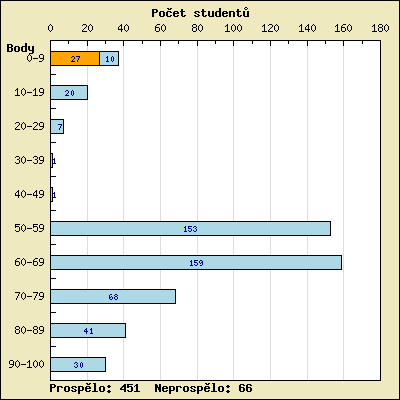 Počet studentů
0 20 40 60 80 100 120 140 160 180
Body
0-9 27 10
10-19 20
20-29 7
30-39 1
40-49 1
50-59 153
60-69 159
70-79 68
80-89 41
90-100 30
Prospělo: 451 Neprospělo: 66